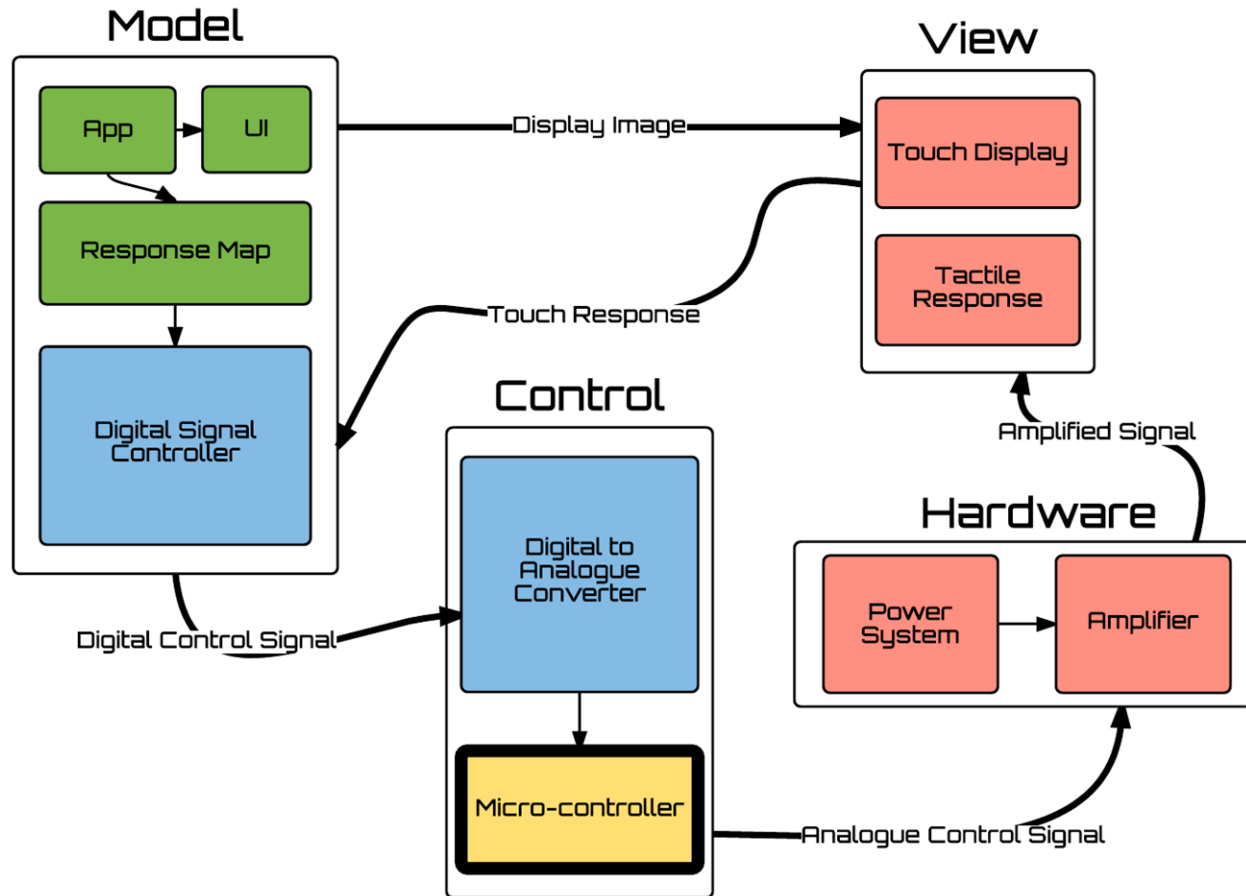 Model
App
UI
Response Map
Digital Signal
Controller
Display Image
Touch Response
Digital Control Signal
View
Touch Display
Tactile
Response
Control
Digital to
Analogue
Converter
Micro-controller
Analogue Control Signal
Hardware
Power
System
Amplifier
Amplified Signal